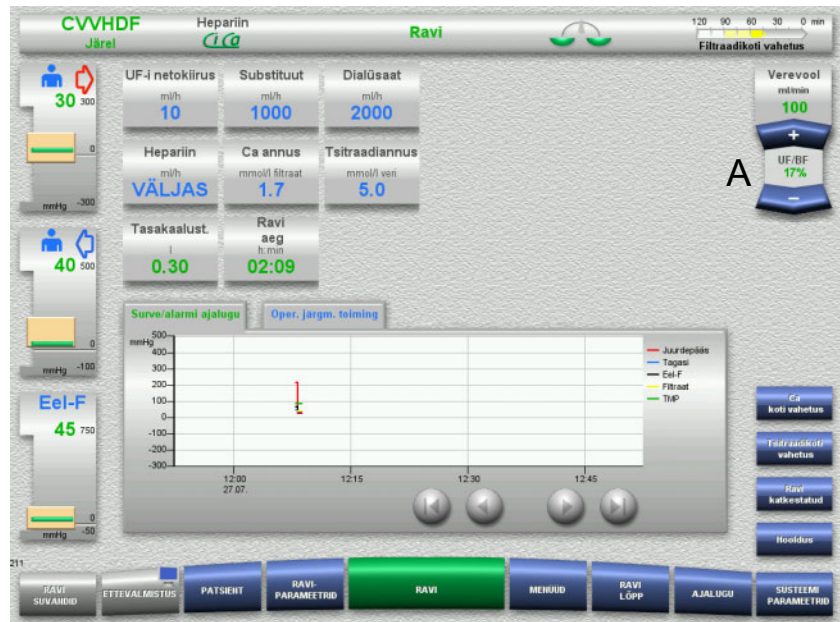 CVVHDF
Järel
Hepariin
Ci Ca
Ravi
120 90 60 30 0 min
Filtraadikoti vahetus
30 300
0
mmHg -300
40 500
0
mmHg -100
Eel-F
45 750
0
mmHg -50
UF-i netokiirus
ml/h
10
Substituut
ml/h
1000
Dialüsaat
ml/h
2000
Hepariin
ml/h
VÄLJAS
Ca annus
mmol/l filtraat
1.7
Tsitraadiannus
mmol/l veri
5.0
Tasakaalust.
l
0.30
Ravi
aeg
h:min
02:09
Verevool
ml/min
100
+
UF/BF
17%
–
A
Surve/alarmi ajalugu
Oper. järgm. toiming
mmHg
500
400
300
200
100
0
-100
-200
-300
12:00 12:15 12:30 12:45
27.07.
Juurdepääs
Tagasi
Eel-F
Filtraat
TMP
Ca
koti vahetus
Tsitraadikoti
vahetus
Ravi
katkestatud
Hooldus
211
RAVI
SUVANDID
ETTEVALMISTUS
PATSIENT
RAVI-
PARAMEETRID
RAVI
MENÜÜD
RAVI
LÕPP
AJALUGU
SÜSTEEMI
PARAMEETRID